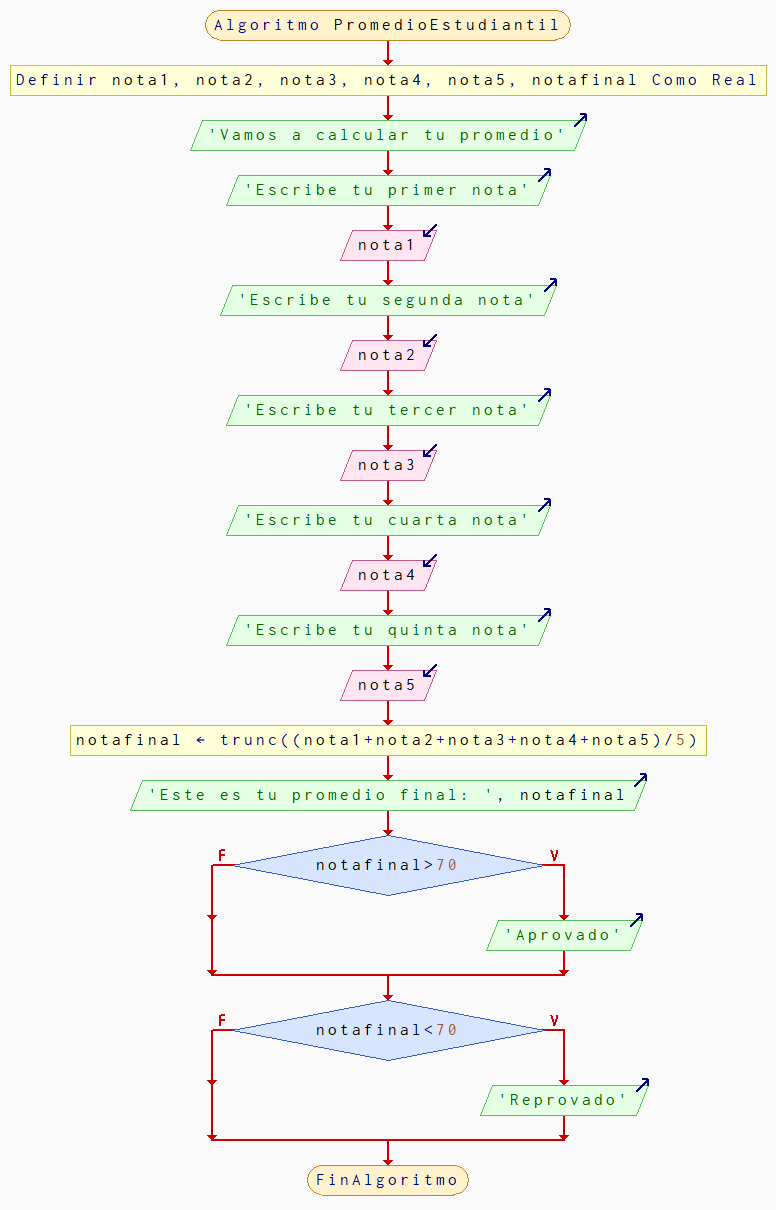 Algoritmo PromedioEstudiantil
Definir nota1, nota2, nota3, nota4, nota5, notafinal Como Real
'Vamos a calcular tu promedio'
'Escribe tu primer nota'
nota1
'Escribe tu segunda nota'
nota2
'Escribe tu tercer nota'
nota3
'Escribe tu cuarta nota'
nota4
'Escribe tu quinta nota'
nota5
notafinal ← trunc((nota1+nota2+nota3+nota4+nota5)/5)
'Este es tu promedio final: ', notafinal
F
notafinal>70
V
'Aprovado'
F
notafinal<70
V
'Reprovado'
FinAlgoritmo